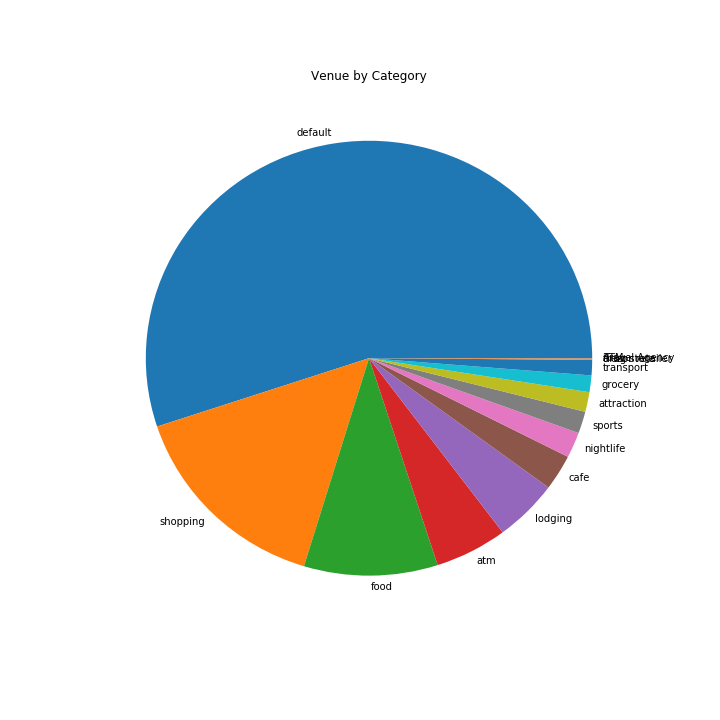 Venue by Category
default
transport
grocery
attraction
sports
nightlife
cafe
lodging
atm
food
shopping